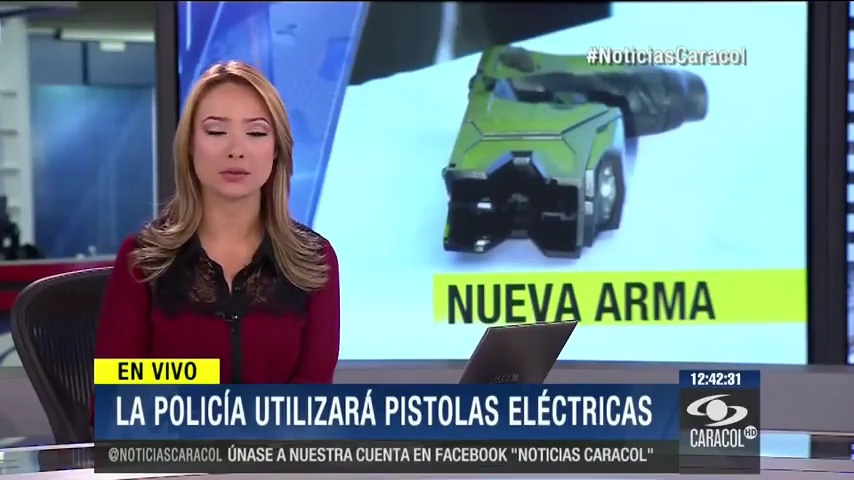 #NoticiasCaracol
NUEVA ARMA
EN VIVO
12:42:31
LA POLICÍA UTILIZARÁ PISTOLAS ELÉCTRICAS
CARACOL HD
@NOTICIASCARACOL ÚNASE A NUESTRA CUENTA EN FACEBOOK "NOTICIAS CARACOL"